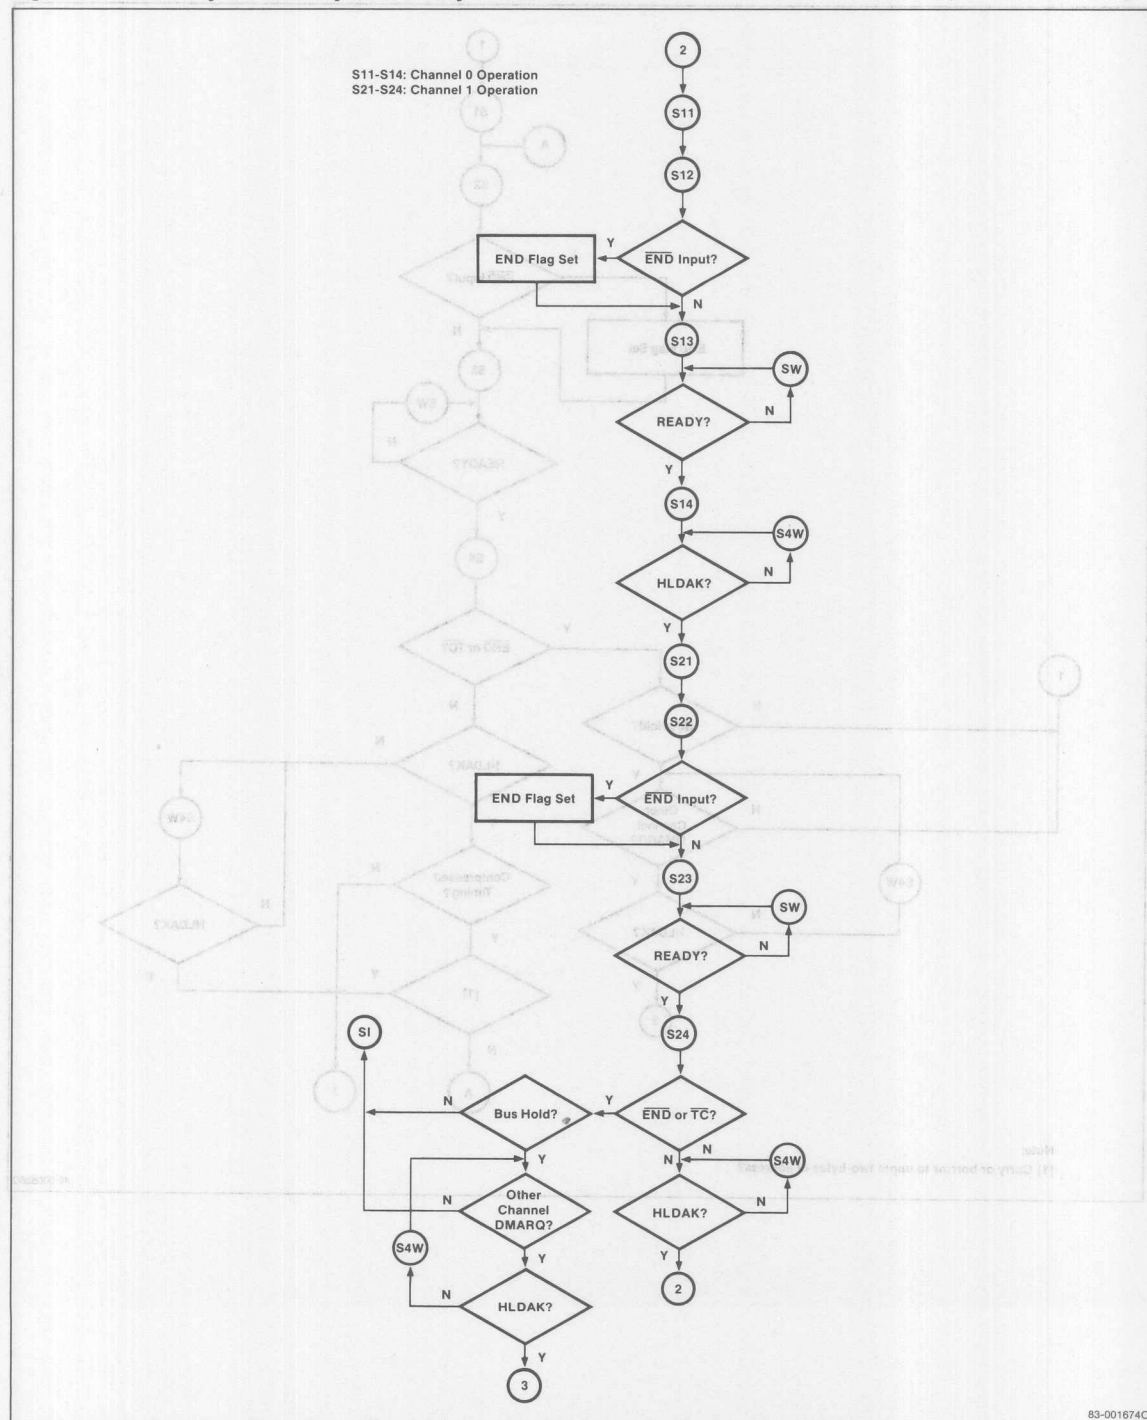 S11-S14: Channel 0 Operation
S21-S24: Channel 1 Operation
2
S11
S12
END Input?
Y
END Flag Set
N
S13
SW
READY?
N
Y
S14
S4W
HLDAK?
N
Y
S21
S22
END Input?
Y
END Flag Set
N
S23
SW
READY?
N
Y
S24
SI
END or TC?
Y
Bus Hold?
N
Y
N
N
S4W
HLDAK?
N
Y
2
Other
Channel
DMARQ?
N
Y
S4W
HLDAK?
N
Y
3
83-001674C